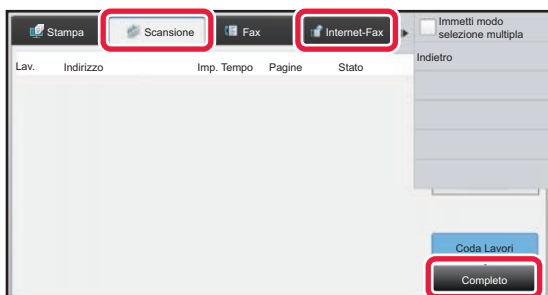 Stampa Scansione Fax Internet-Fax
Immetti modo
selezione multipla
Lav. Indirizzo Imp. Tempo Pagine Stato
Indietro
Coda Lavori
Completo